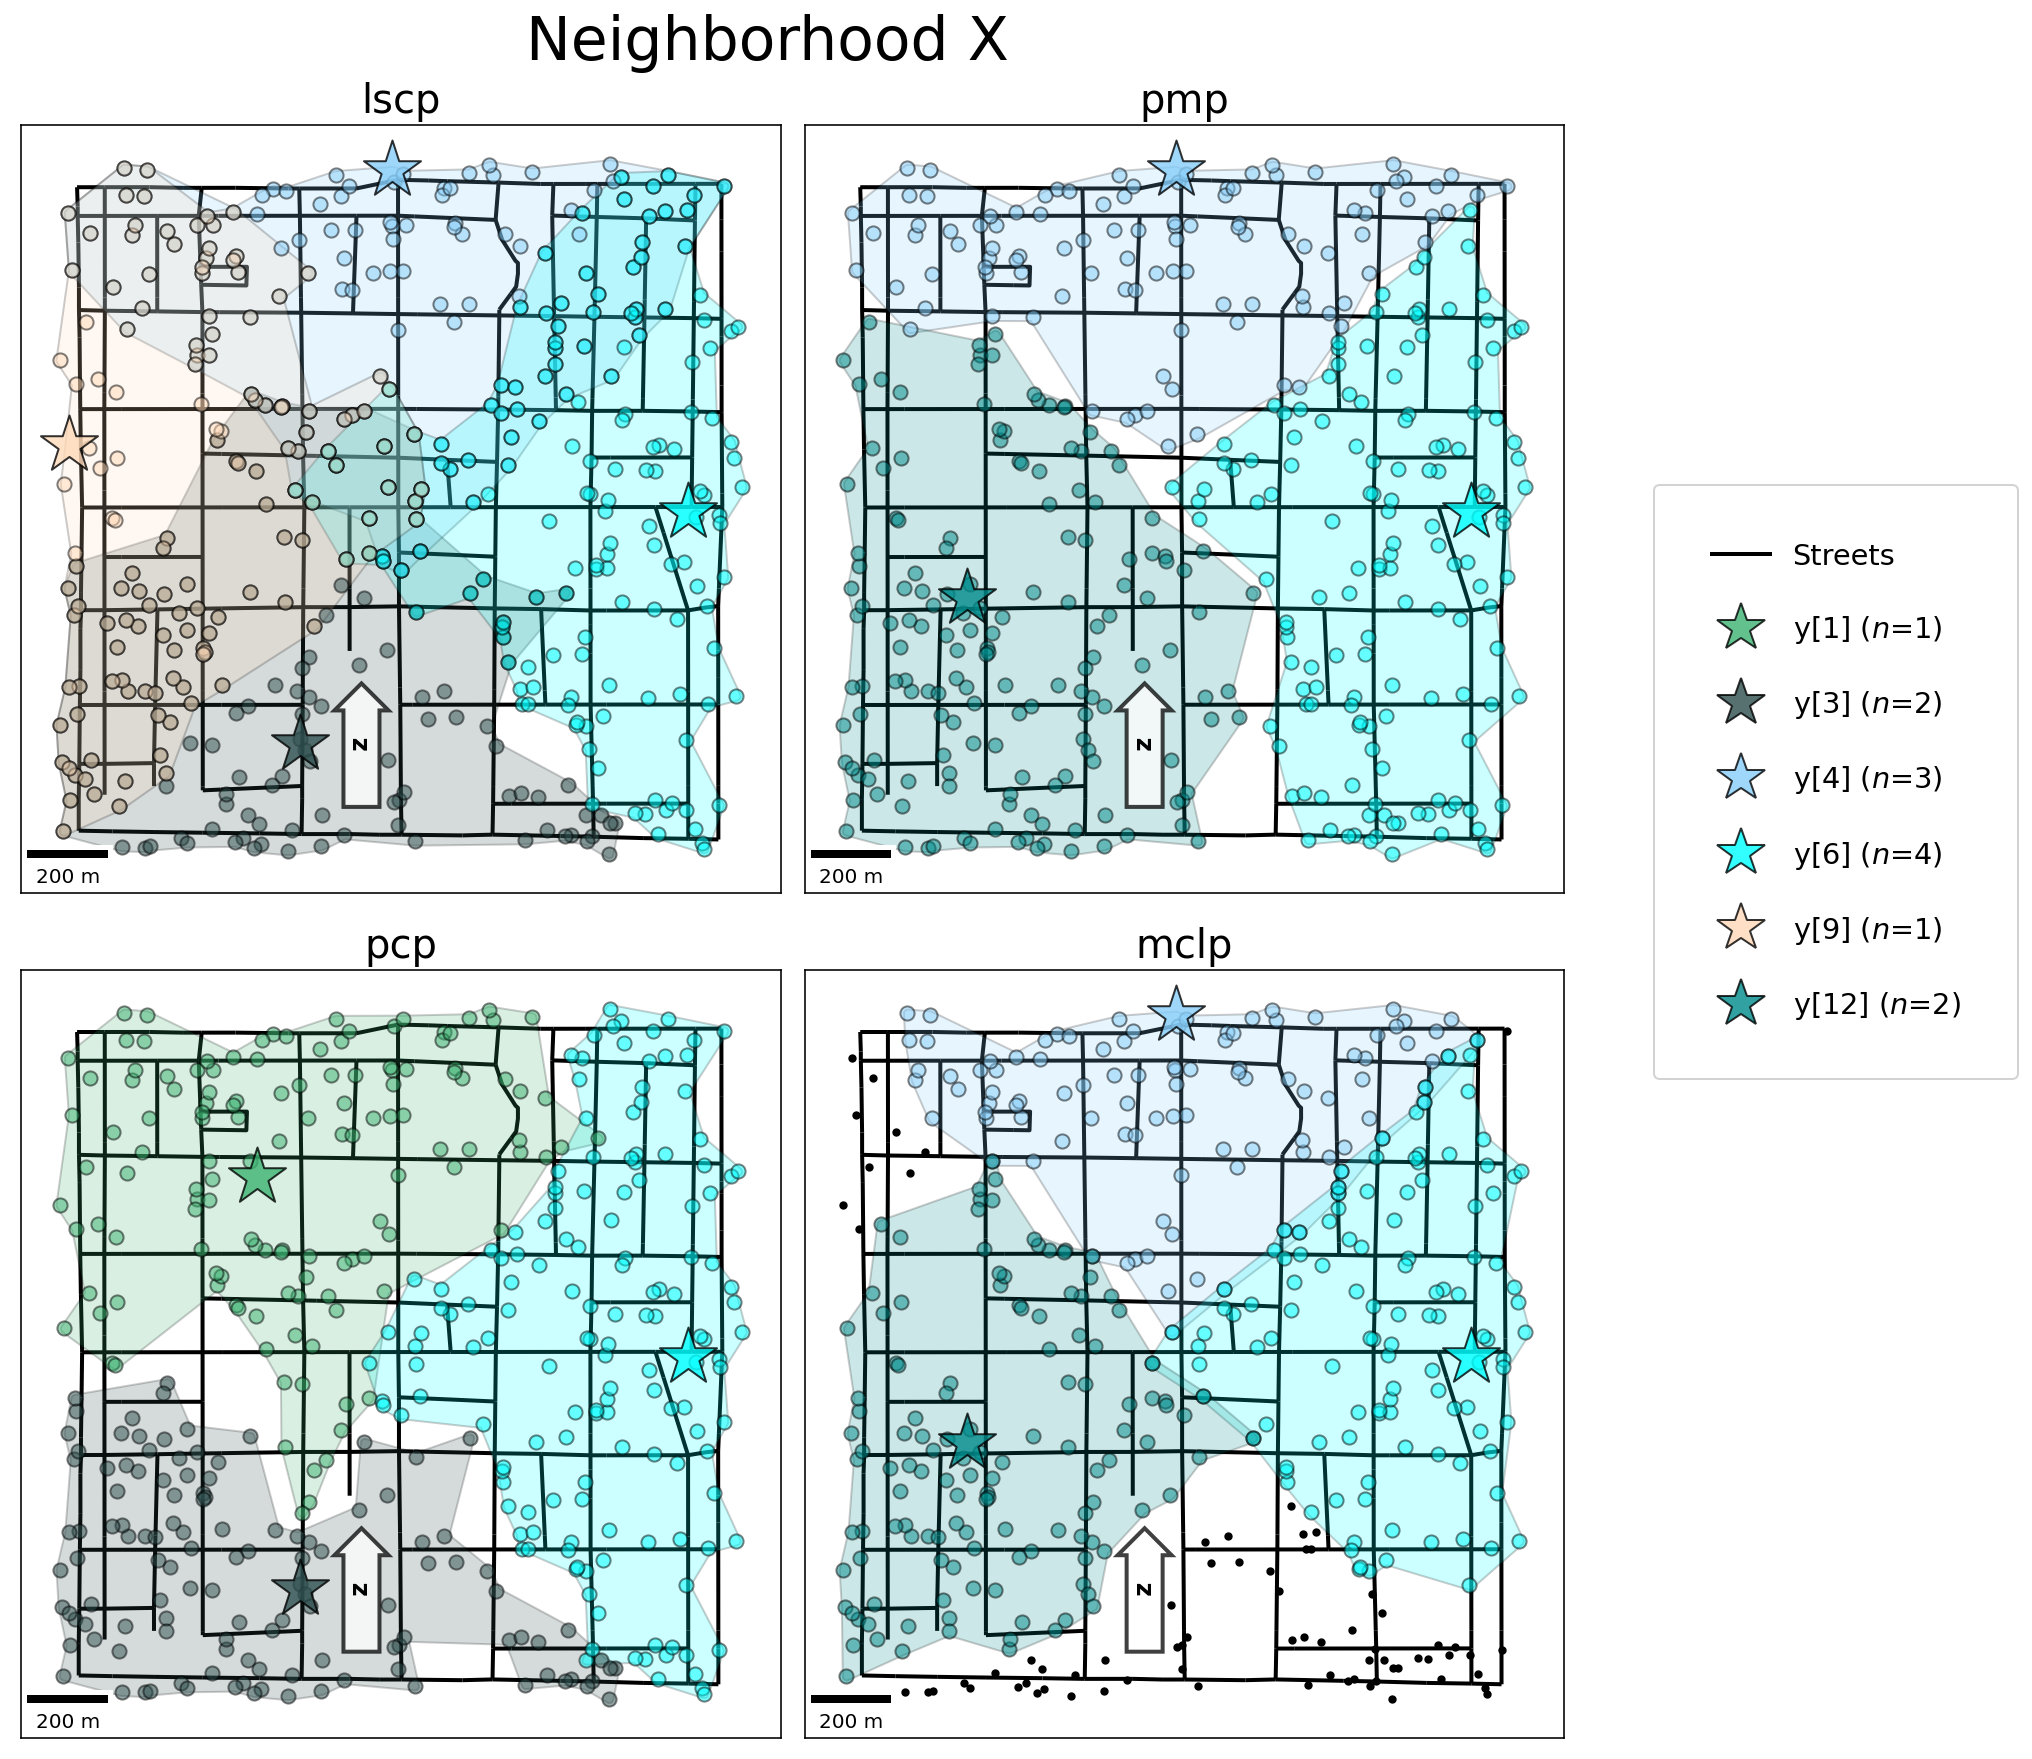 Neighborhood X
lscp
pmp
z
z
200 m
200 m
pcp
mclp
z
z
200 m
200 m
Streets
y[1] (n=1)
y[3] (n=2)
y[4] (n=3)
y[6] (n=4)
y[9] (n=1)
y[12] (n=2)